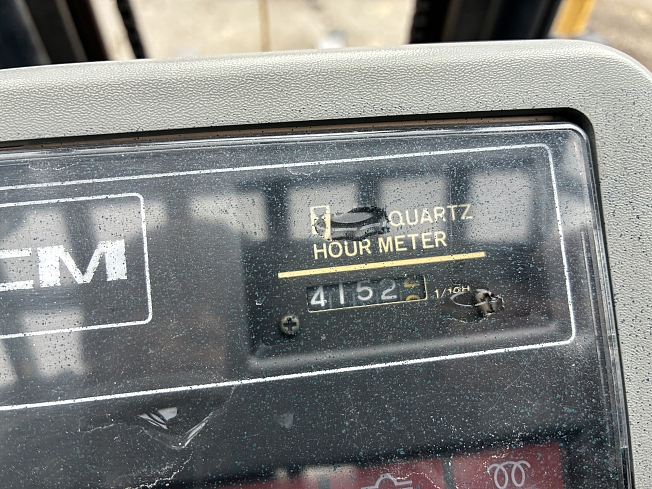 QUARTZ
HOUR METER
4152
1/10H
CM